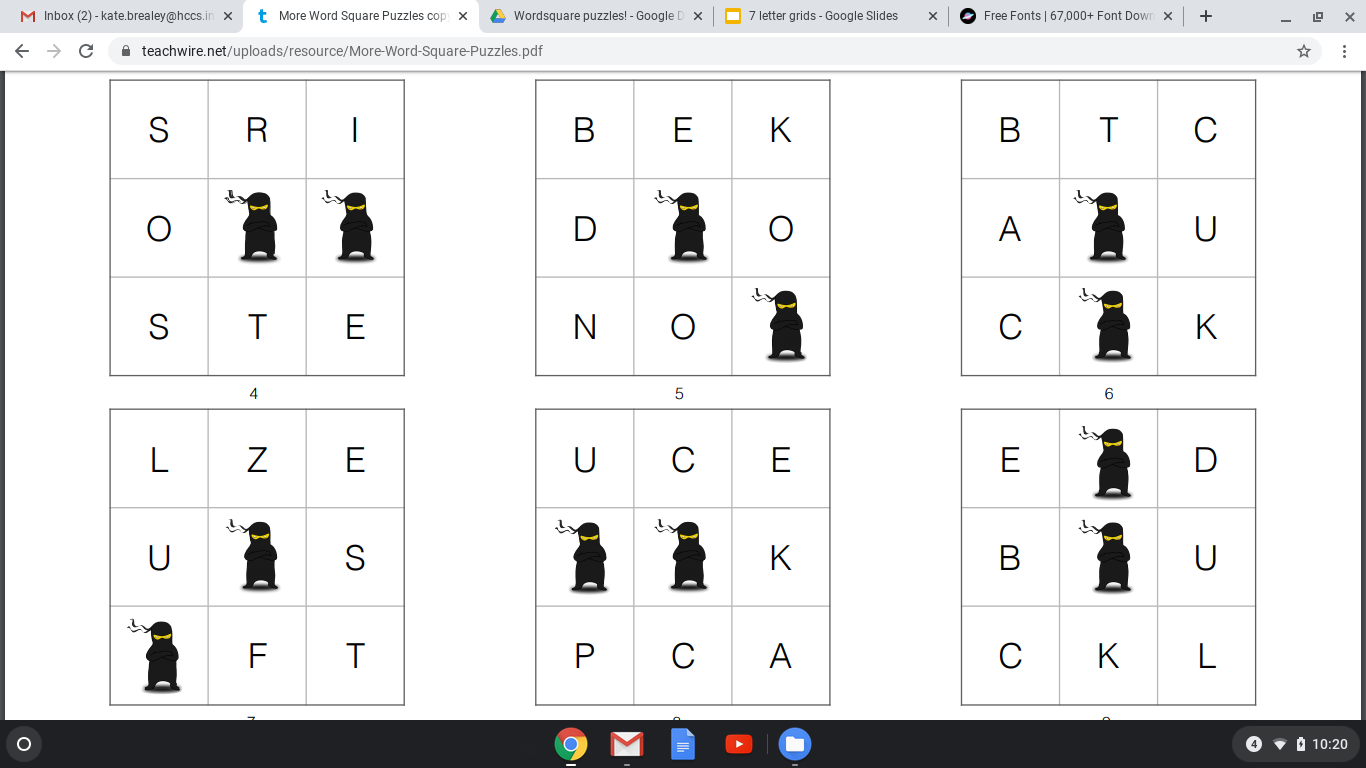 Inbox (2) - kate.brealey@hccs.in
More Word Square Puzzles cop
Wordsquare puzzles! - Google D
7 letter grids - Google Slides
Free Fonts | 67,000+ Font Down
teachwire.net/uploads/resource/More-Word-Square-Puzzles.pdf
S R I
O
S T E
4
B E K
D O
N O
5
B T C
A U
C K
6
L Z E
U S
F T
U C E
K
P C A
E D
B U
C K L
4 10:20